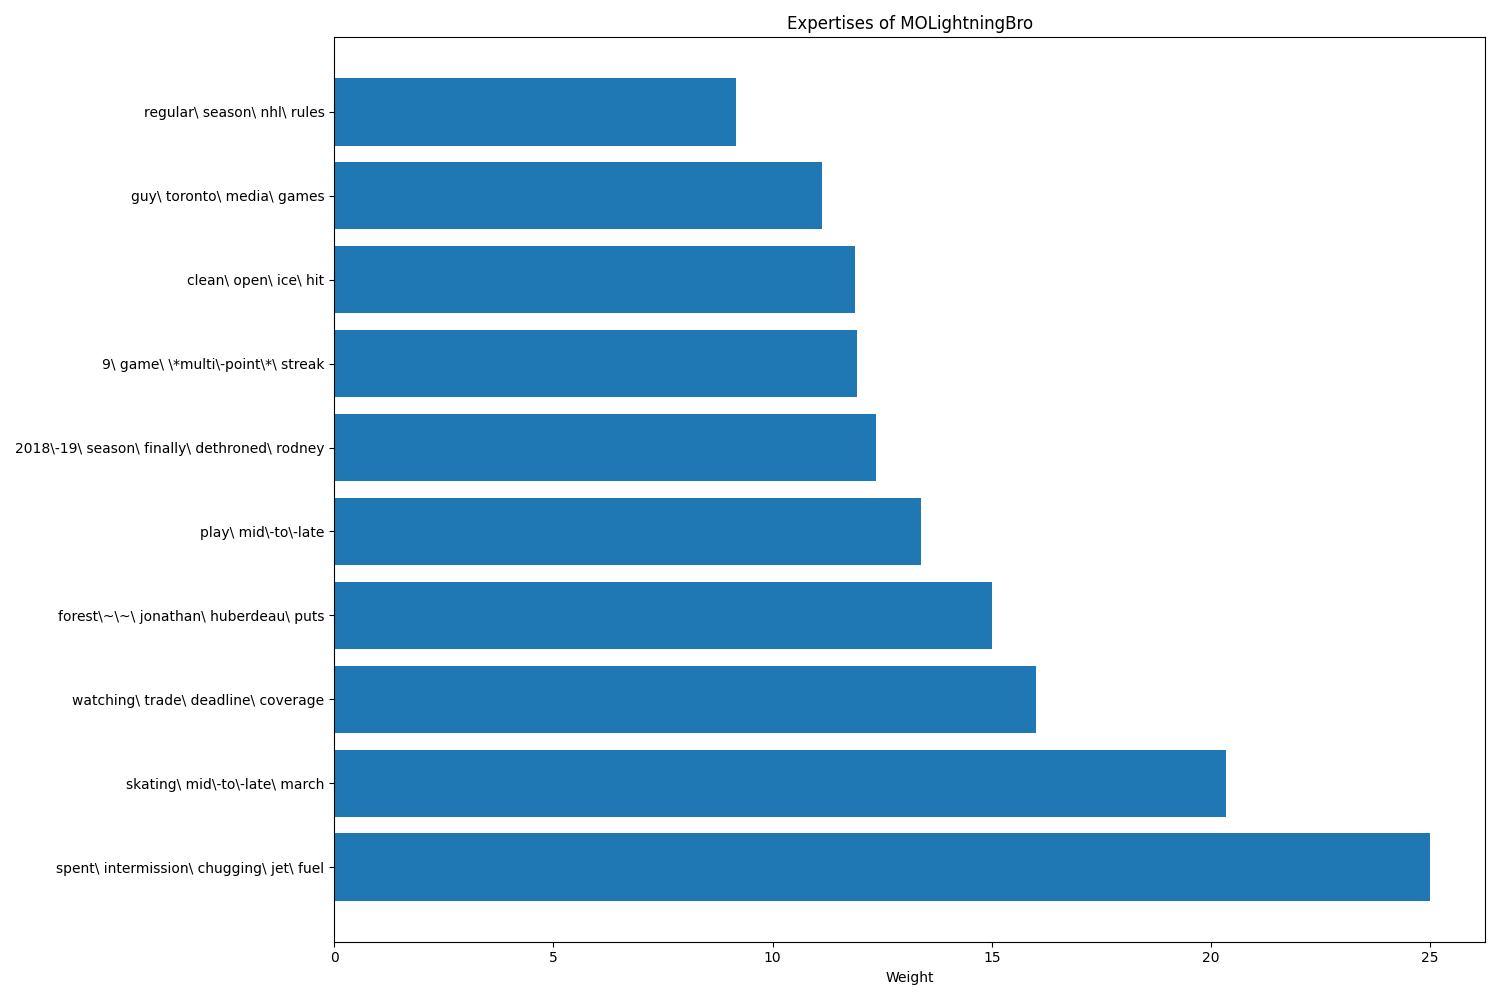 Expertises of MOLightningBro
regular\ season\ nhl\ rules
guy\ toronto\ media\ games
clean\ open\ ice\ hit
9\ game\ \*multi\-point\*\ streak
2018\-19\ season\ finally\ dethroned\ rodney
play\ mid\-to\-late
forest\~\~\ jonathan\ huberdeau\ puts
watching\ trade\ deadline\ coverage
skating\ mid\-to\-late\ march
spent\ intermission\ chugging\ jet\ fuel
0 5 10 15 20 25
Weight